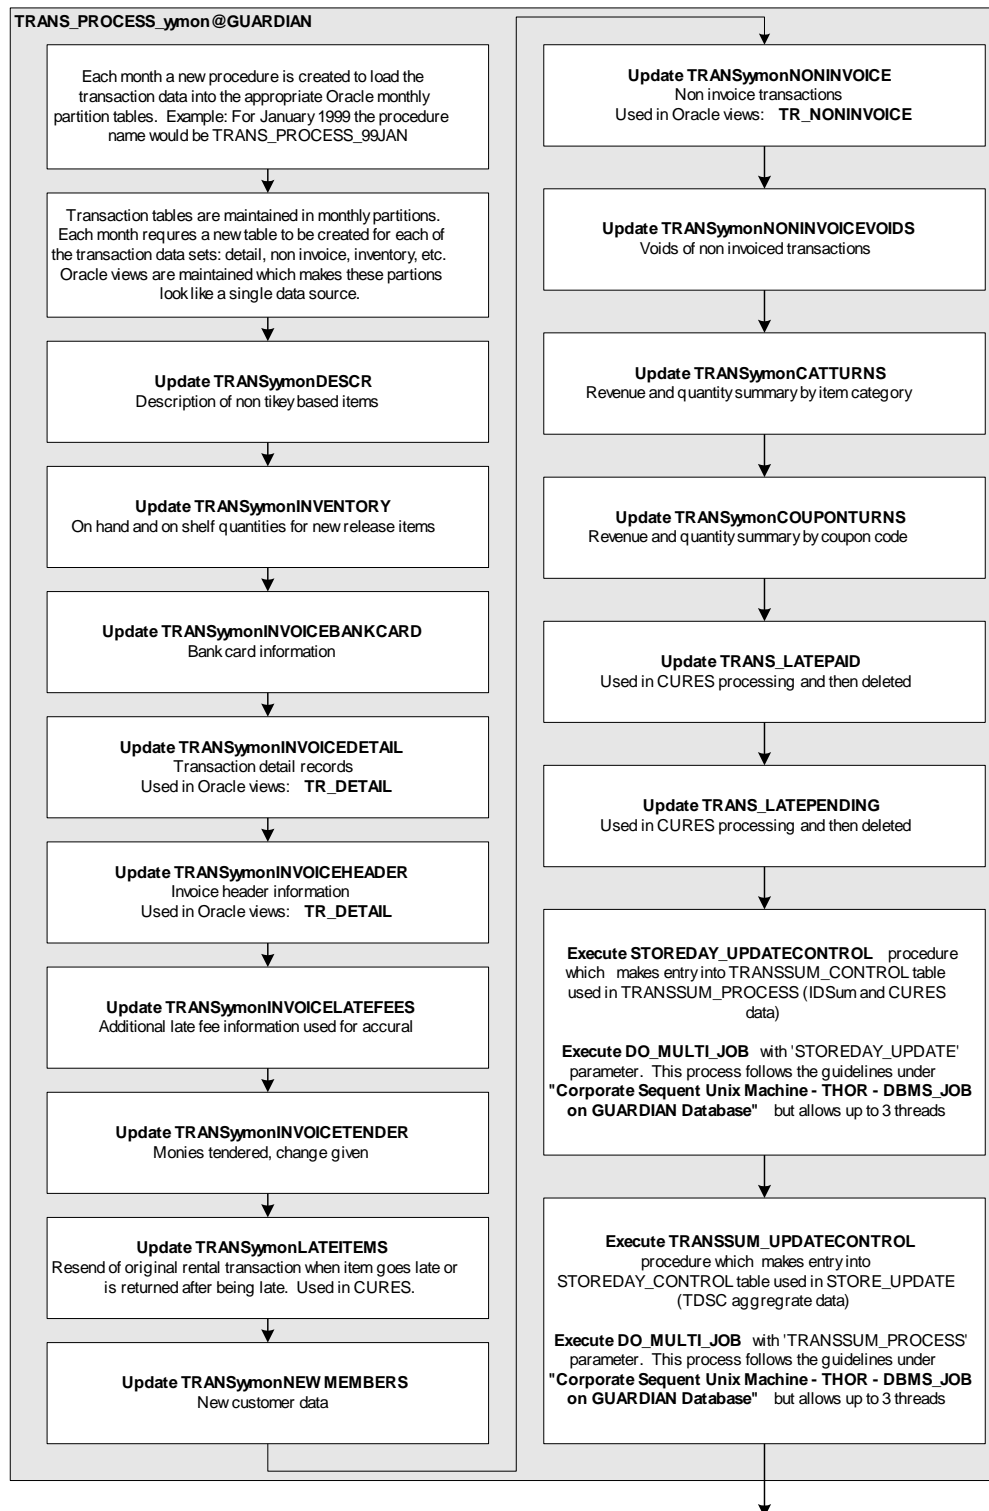 TRANS_PROCESS_yymon@GUARDIAN
Each month a new procedure is created to load the
transaction data into the appropriate Oracle monthly
partition tables. Example: For January 1999 the procedure
name would be TRANS_PROCESS_99JAN
Transaction tables are maintained in monthly partitions.
Each month requres a new table to be created for each of
the transaction data sets: detail, non invoice, inventory, etc.
Oracle views are maintained which makes these partions
look like a single data source.
Update TRANSyymonDESCR
Description of non tikey based items
Update TRANSyymonINVENTORY
On hand and on shelf quantities for new release items
Update TRANSyymonINVOICEBANKCARD
Bank card information
Update TRANSyymonINVOICEDETAIL
Transaction detail records
Used in Oracle views: TR_DETAIL
Update TRANSyymonINVOICEHEADER
Invoice header information
Used in Oracle views: TR_DETAIL
Update TRANSyymonINVOICELATEFEES
Additional late fee information used for accural
Update TRANSyymonINVOICETENDER
Monies tendered, change given
Update TRANSyymonLATEITEMS
Resend of original rental transaction when item goes late or
is returned after being late. Used in CURES.
Update TRANSyymonNEWMEMBERS
New customer data
Update TRANSyymonNONINVOICE
Non invoice transactions
Used in Oracle views: TR_NONINVOICE
Update TRANSyymonNONINVOICEVOIDS
Voids of non invoiced transactions
Update TRANSyymonCATTURNS
Revenue and quantity summary by item category
Update TRANSyymonCOUPONTURNS
Revenue and quantity summary by coupon code
Update TRANS_LATEPAID
Used in CURES processing and then deleted
Update TRANS_LATEPENDING
Used in CURES processing and then deleted
Execute STOREDAY_UPDATECONTROL procedure
which makes entry into TRANSSUM_CONTROL table
used in TRANSSUM_PROCESS (IDSum and CURES
data)
Execute DO_MULTI_JOB with 'STOREDAY_UPDATE'
parameter. This process follows the guidelines under
"Corporate Sequent Unix Machine - THOR - DBMS_JOB
on GUARDIAN Database" but allows up to 3 threads
Execute TRANSSUM_UPDATECONTROL
procedure which makes entry into
STOREDAY_CONTROL table used in STORE_UPDATE
(TDSC aggregrate data)
Execute DO_MULTI_JOB with 'TRANSSUM_PROCESS'
parameter. This process follows the guidelines under
"Corporate Sequent Unix Machine - THOR - DBMS_JOB
on GUARDIAN Database" but allows up to 3 threads